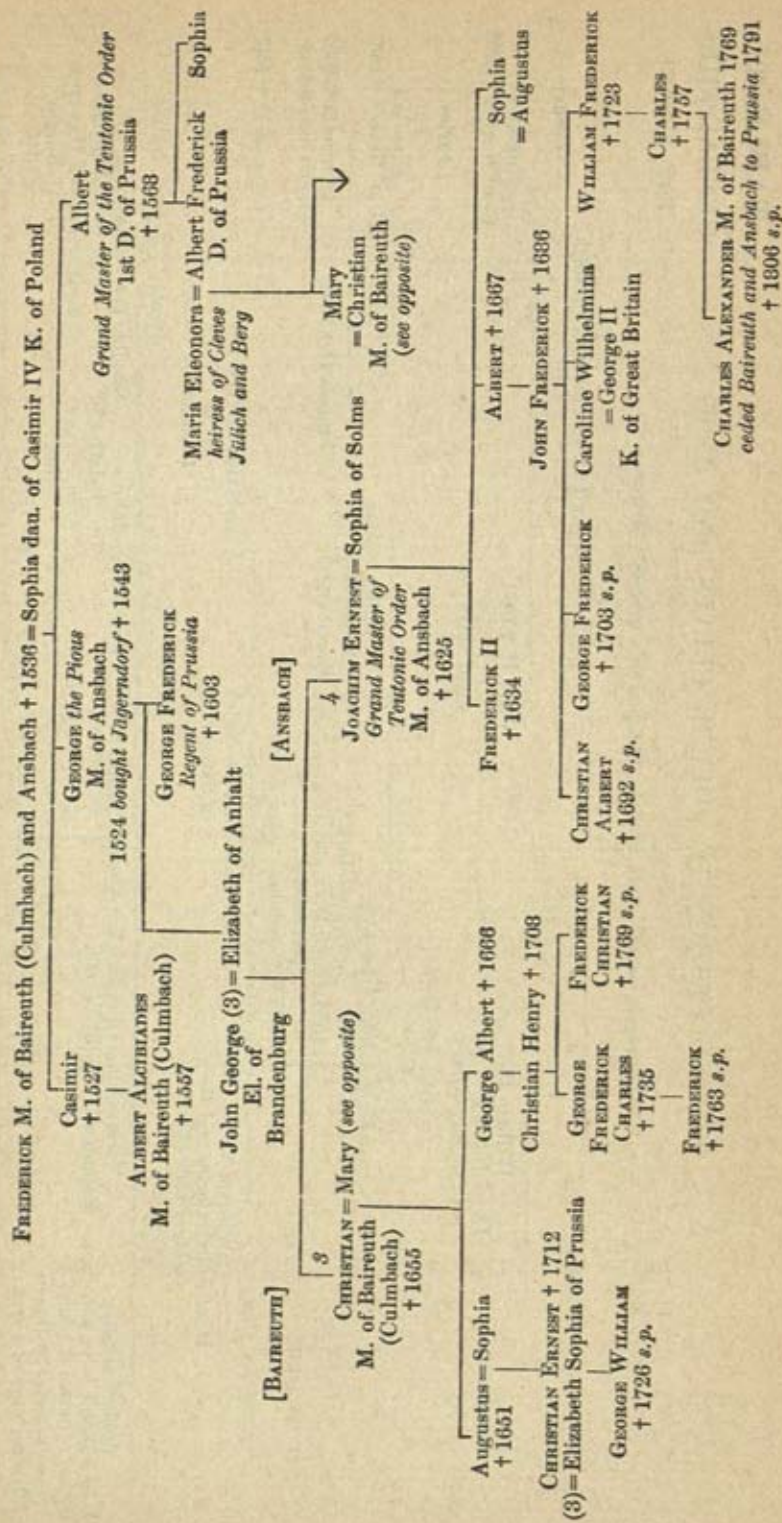 FREDERICK M. of Baireuth (Culmbach) and Ansbach † 1536 = Sophia dau. of Casimir IV K. of Poland
Casimir
† 1527
GEORGE the Pious
M. of Ansbach
1524 bought Jägerndorf † 1543
Albert
Grand Master of the Teutonic Order
1st D. of Prussia
† 1568
ALBERT ALCIBIADES
M. of Baireuth (Culmbach)
† 1557
GEORGE FREDERICK
Regent of Prussia
† 1603
Maria Eleonora = Albert Frederick
heiress of Cleves
Jülich and Berg
D. of Prussia
Sophia
John George (3) = Elizabeth of Anhalt
El. of
Brandenburg
Mary
= Christian
M. of Baireuth
(see opposite)
[BAIREUTH]
[ANSBACH]
3
CHRISTIAN = Mary (see opposite)
M. of Baireuth
(Culmbach)
† 1655
4
JOACHIM ERNEST = Sophia of Solms
Grand Master of
Teutonic Order
M. of Ansbach
† 1625
Augustus = Sophia
† 1651
George Albert † 1666
FREDERICK II
† 1634
ALBERT † 1667
Sophia
= Augustus
CHRISTIAN ERNEST † 1712
(3) = Elizabeth Sophia of Prussia
Christian Henry † 1708
JOHN FREDERICK † 1686
GEORGE WILLIAM
† 1726 s.p.
GEORGE
FREDERICK
CHARLES
† 1735
FREDERICK
CHRISTIAN
† 1769 s.p.
CHRISTIAN
ALBERT
† 1692 s.p.
GEORGE FREDERICK
† 1703 s.p.
Caroline Wilhelmina
= George II
K. of Great Britain
WILLIAM FREDERICK
† 1723
FREDERICK
† 1763 s.p.
CHARLES
† 1757
CHARLES ALEXANDER M. of Baireuth 1769
ceded Baireuth and Ansbach to Prussia 1791
† 1806 s.p.